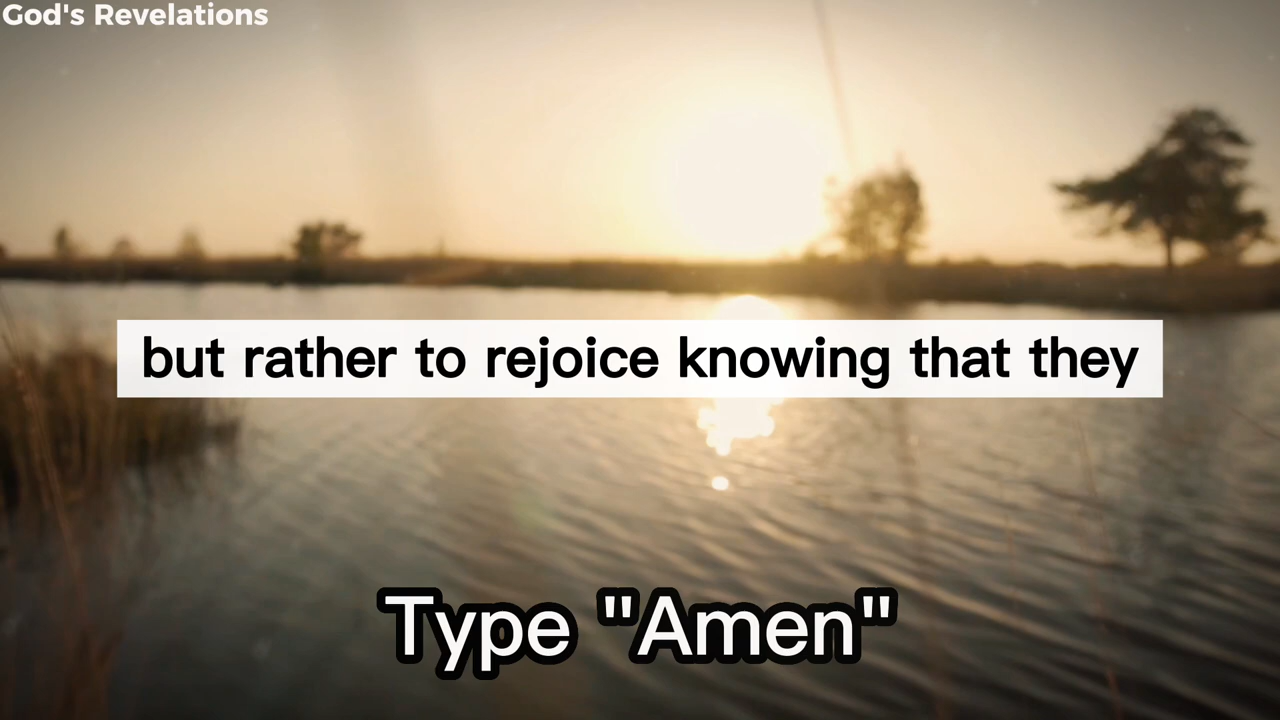 God's Revelations
but rather to rejoice knowing that they
Type "Amen"